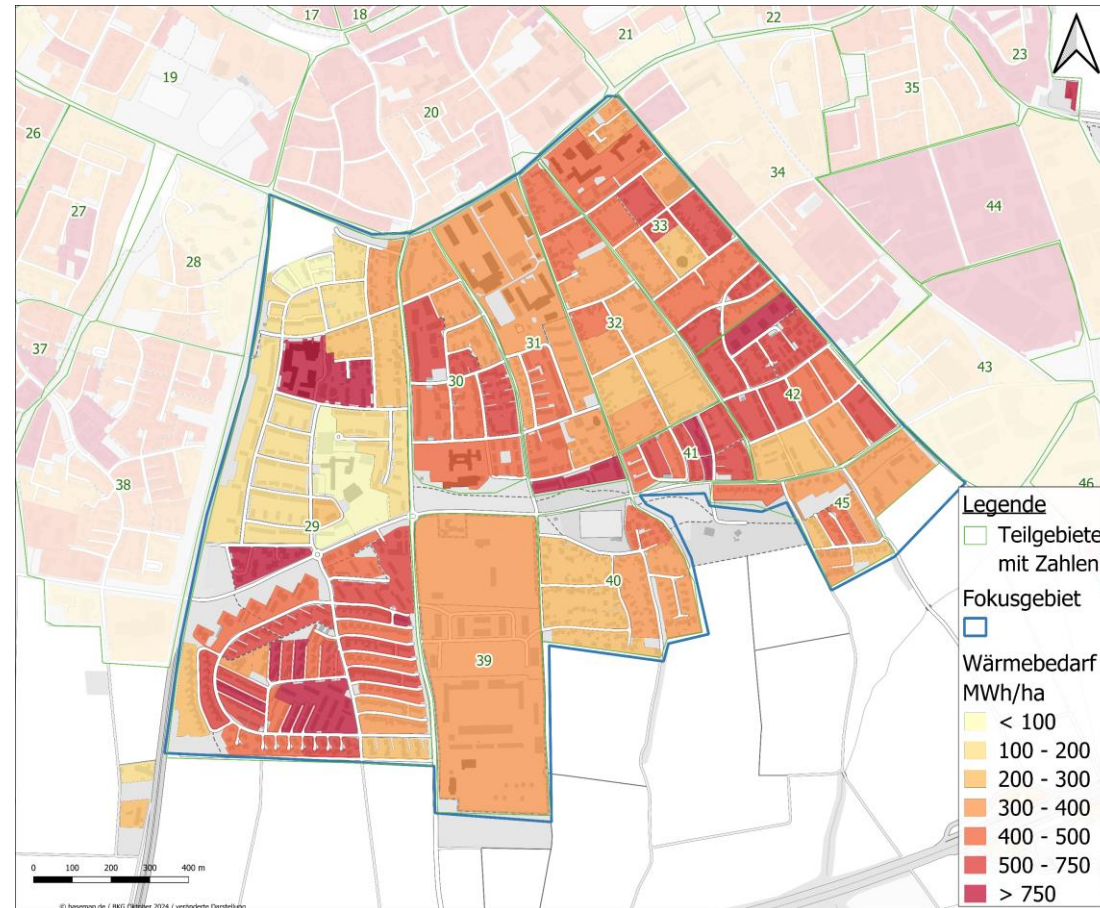 17
18
19
20
21
22
23
26
27
28
34
35
37
38
44
43
46
33
32
31
30
42
41
45
29
40
39
Legende
Teilgebiete
mit Zahlen
Fokusgebiet
Wärmebedarf
MWh/ha
< 100
100 - 200
200 - 300
300 - 400
400 - 500
500 - 750
> 750
0 100 200 300 400 m
© basemap.de / BKG Oktober 2024 / veränderte Darstellung